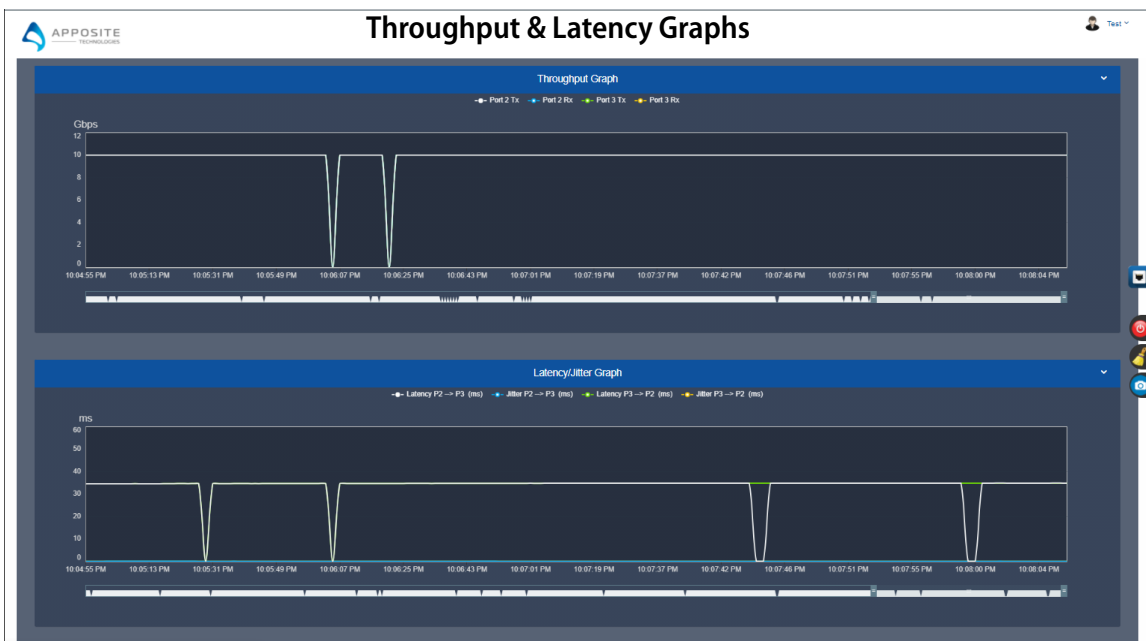 APPOSITE
TECHNOLOGIES
Throughput & Latency Graphs
Test
Throughput Graph
Port 2 Tx Port 2 Rx Port 3 Tx Port 3 Rx
Gbps
12
10
8
6
4
2
0
10:04:55 PM 10:05:13 PM 10:05:31 PM 10:05:49 PM 10:06:07 PM 10:06:25 PM 10:06:43 PM 10:07:01 PM 10:07:19 PM 10:07:37 PM 10:07:42 PM 10:07:46 PM 10:07:51 PM 10:07:55 PM 10:08:00 PM 10:08:04 PM
Latency/Jitter Graph
Latency P2 --> P3 (ms) Jitter P2 --> P3 (ms) Latency P3 --> P2 (ms) Jitter P3 --> P2 (ms)
ms
60
50
40
30
20
10
0
10:04:55 PM 10:05:13 PM 10:05:31 PM 10:05:49 PM 10:06:07 PM 10:06:25 PM 10:06:43 PM 10:07:01 PM 10:07:19 PM 10:07:37 PM 10:07:42 PM 10:07:46 PM 10:07:51 PM 10:07:55 PM 10:08:00 PM 10:08:04 PM